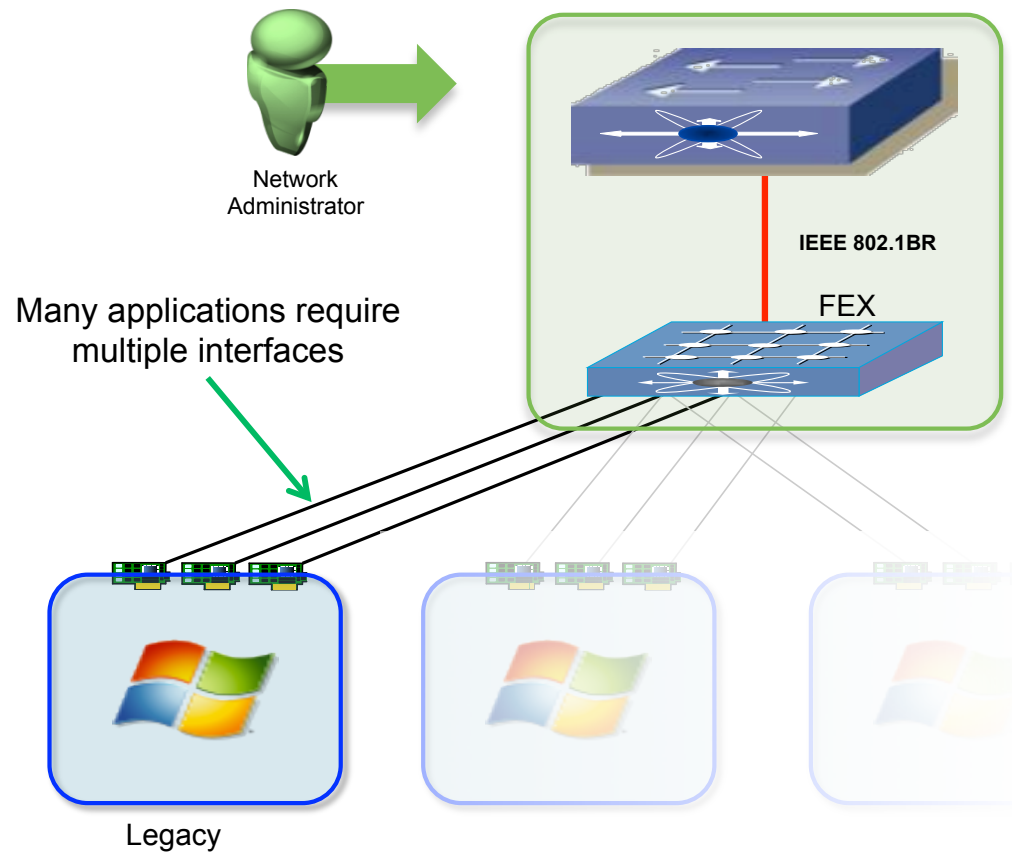 Network
Administrator
IEEE 802.1BR
FEX
Many applications require
multiple interfaces
Legacy